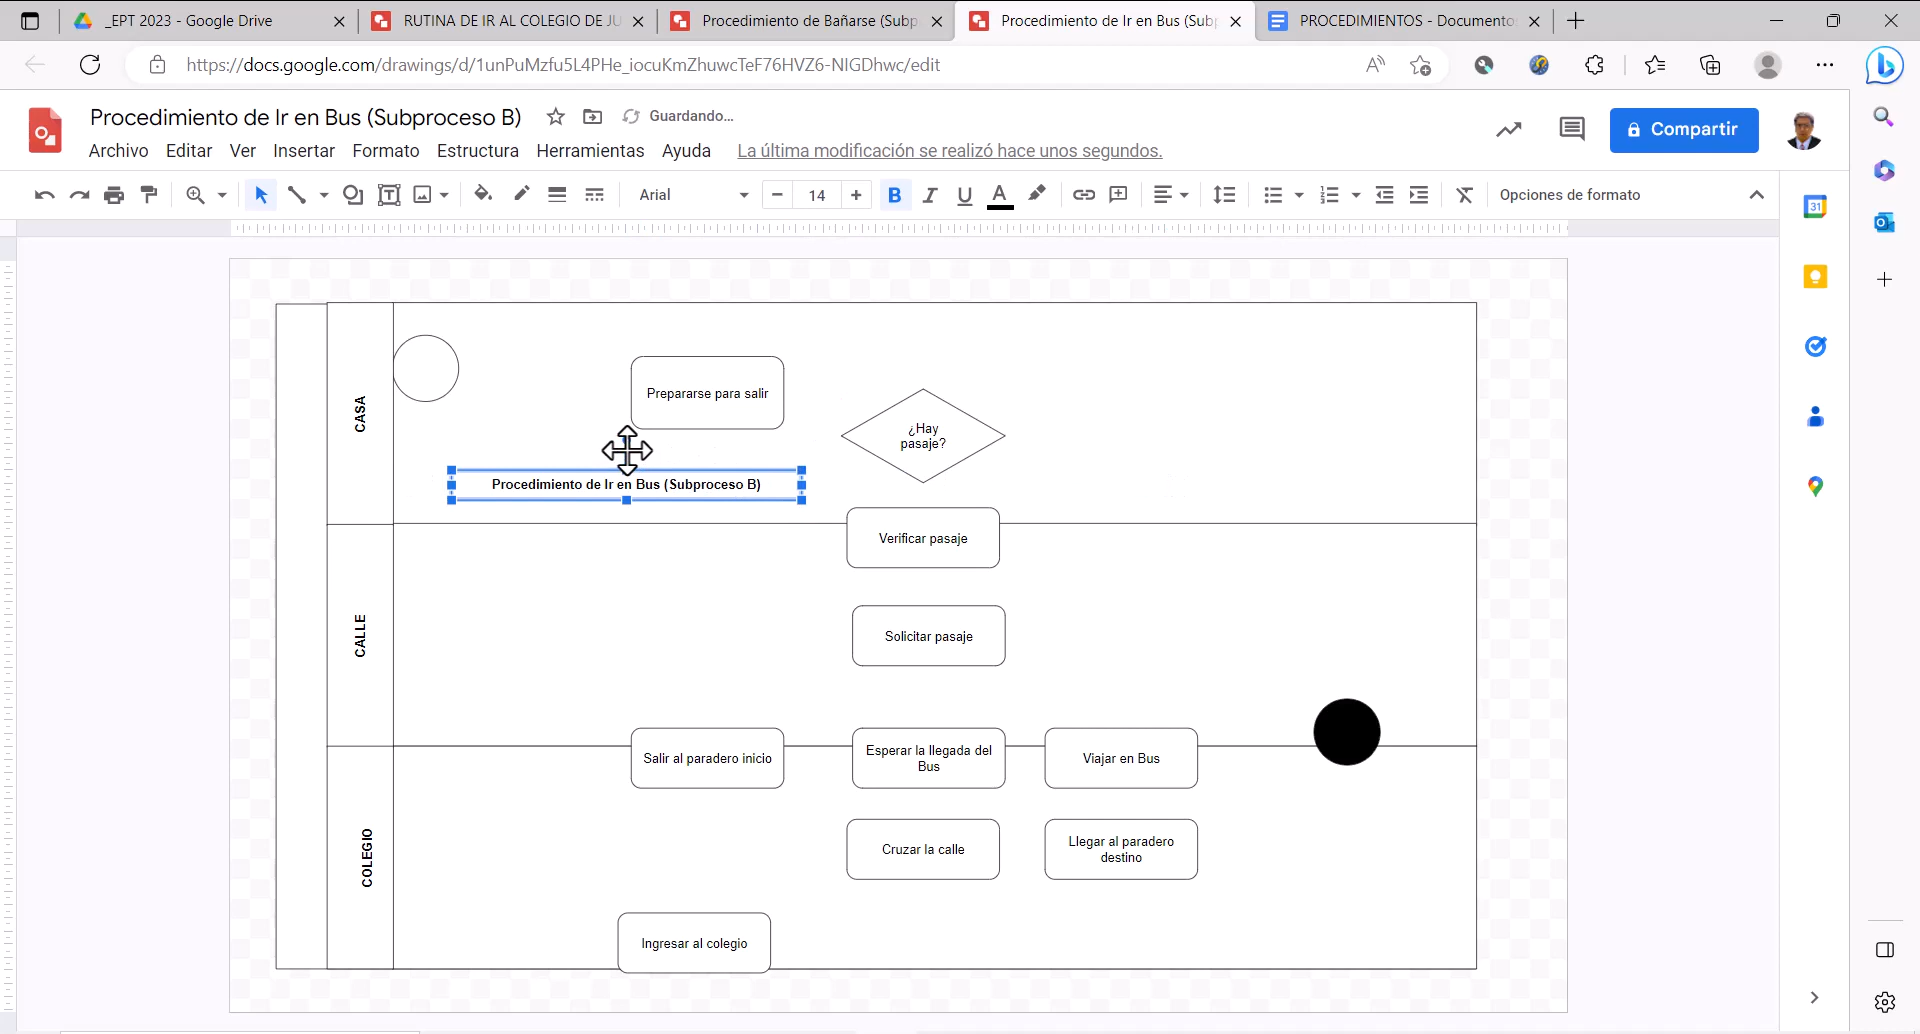 _EPT 2023 - Google Drive
RUTINA DE IR AL COLEGIO DE JU
Procedimiento de Bañarse (Subp
Procedimiento de Ir en Bus (Subp
PROCEDIMIENTOS - Documento
https://docs.google.com/drawings/d/1unPuMzfu5L4PHe_iocuKmZhuwcTeF76HVZ6-NIGDhwc/edit
Procedimiento de Ir en Bus (Subproceso B)
Guardando...
Archivo Editar Ver Insertar Formato Estructura Herramientas Ayuda
La última modificación se realizó hace unos segundos.
Compartir
Arial
14
Opciones de formato
31
CASA
Prepararse para salir
¿Hay
pasaje?
Procedimiento de Ir en Bus (Subproceso B)
Verificar pasaje
CALLE
Solicitar pasaje
Salir al paradero inicio
Esperar la llegada del
Bus
Viajar en Bus
COLEGIO
Cruzar la calle
Llegar al paradero
destino
Ingresar al colegio